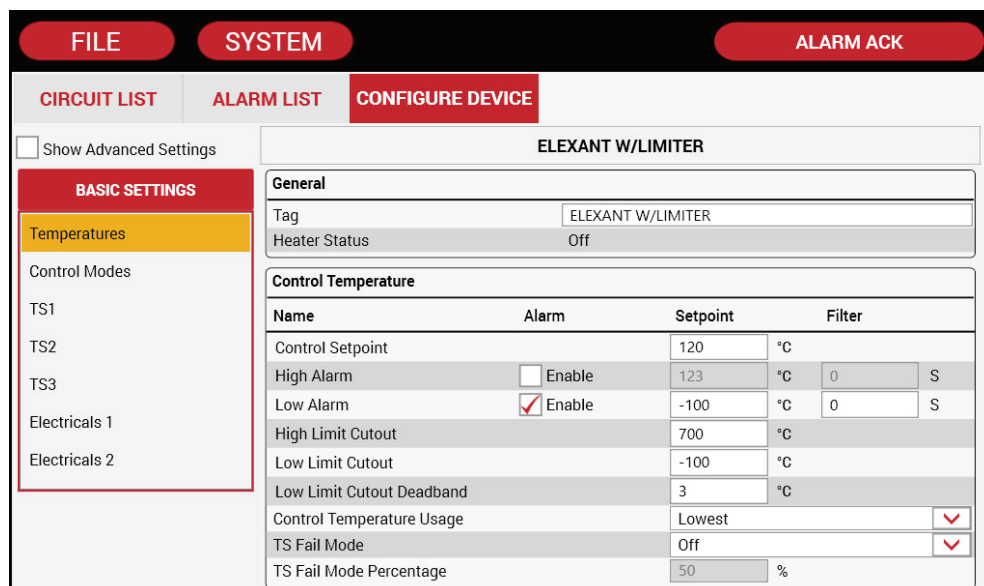 FILE SYSTEM ALARM ACK
CIRCUIT LIST ALARM LIST CONFIGURE DEVICE
Show Advanced Settings
ELEXANT W/LIMITER
BASIC SETTINGS
Temperatures
Control Modes
TS1
TS2
TS3
Electricals 1
Electricals 2
General
Tag ELEXANT W/LIMITER
Heater Status Off
Control Temperature
Name Alarm Setpoint Filter
Control Setpoint 120 °C
High Alarm Enable 123 °C 0 S
Low Alarm Enable -100 °C 0 S
High Limit Cutout 700 °C
Low Limit Cutout -100 °C
Low Limit Cutout Deadband 3 °C
Control Temperature Usage Lowest
TS Fail Mode Off
TS Fail Mode Percentage 50 %